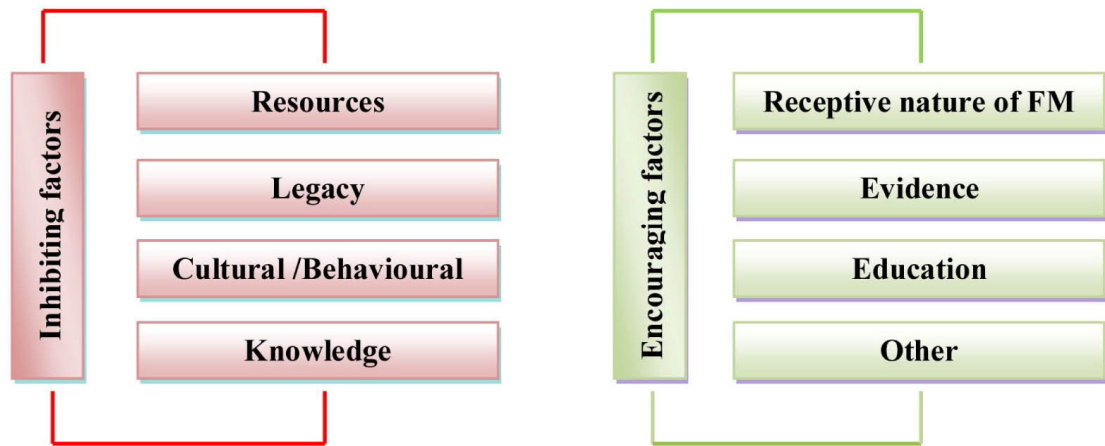 Inhibiting factors
Resources
Legacy
Cultural /Behavioural
Knowledge
Encouraging factors
Receptive nature of FM
Evidence
Education
Other